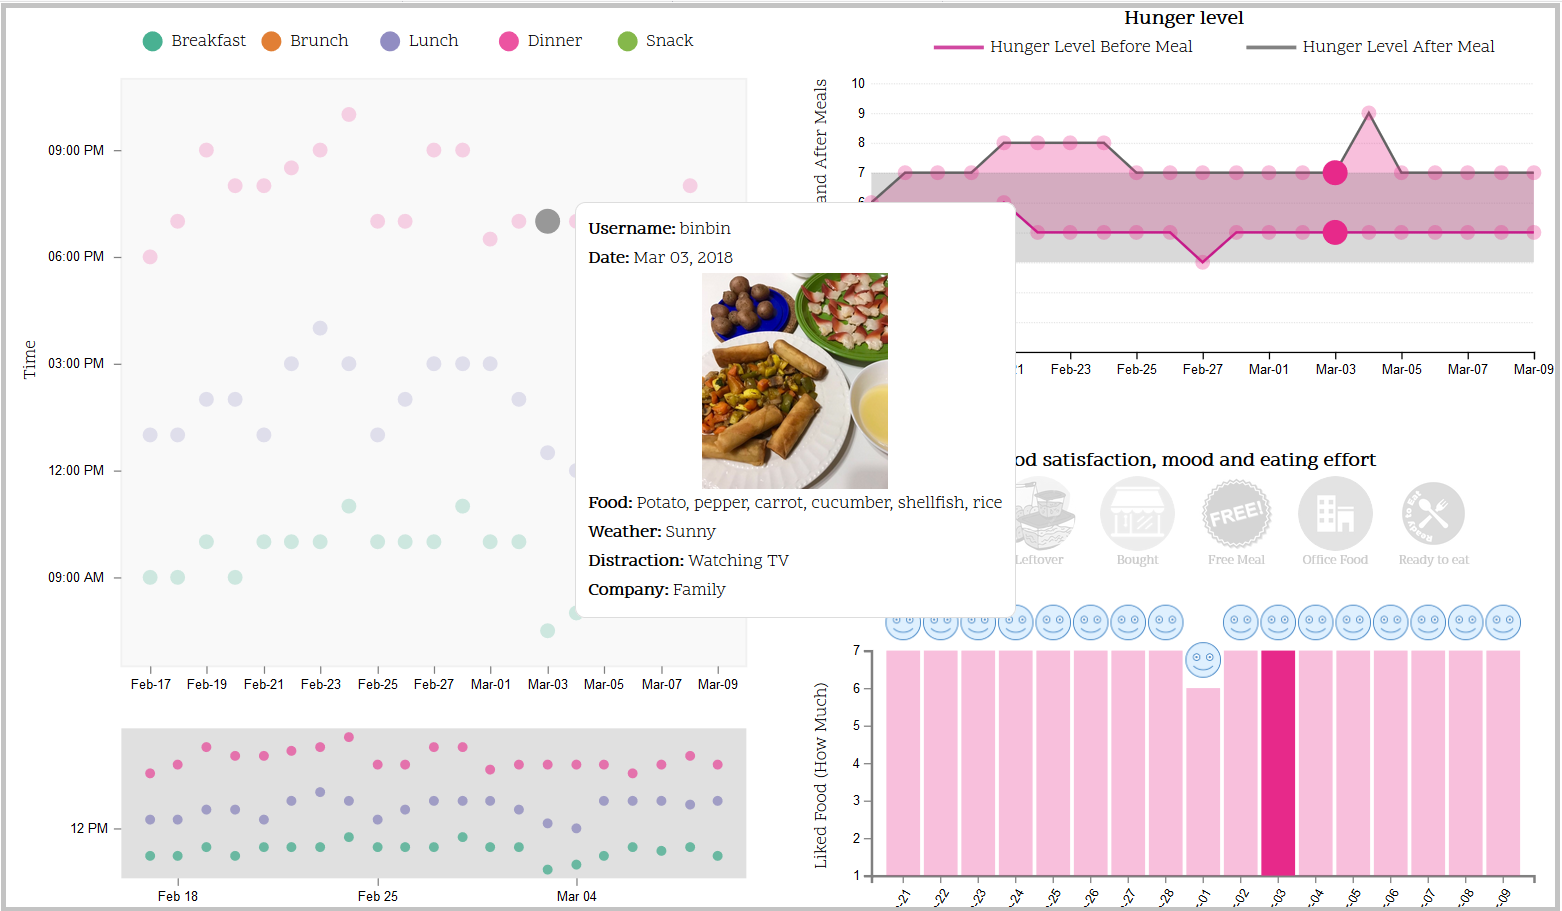 Breakfast Brunch Lunch Dinner Snack
Time
09:00 PM
06:00 PM
03:00 PM
12:00 PM
09:00 AM
Feb-17 Feb-19 Feb-21 Feb-23 Feb-25 Feb-27 Mar-01 Mar-03 Mar-05 Mar-07 Mar-09
12 PM
Feb 18 Feb 25 Mar 04
Username: binbin
Date: Mar 03, 2018
Food: Potato, pepper, carrot, cucumber, shellfish, rice
Weather: Sunny
Distraction: Watching TV
Company: Family
Hunger level
Hunger Level Before Meal Hunger Level After Meal
and After Meals
10
9
8
7
6
21 Feb-23 Feb-25 Feb-27 Mar-01 Mar-03 Mar-05 Mar-07 Mar-09
od satisfaction, mood and eating effort
FREE!
Ready to Eat
Leftover Bought Free Meal Office Food Ready to eat
Liked Food (How Much)
7
6
5
4
3
2
1
-21 -22 -23 -24 -25 -26 -27 -28 -01 -02 -03 -04 -05 -06 -07 -08 -09